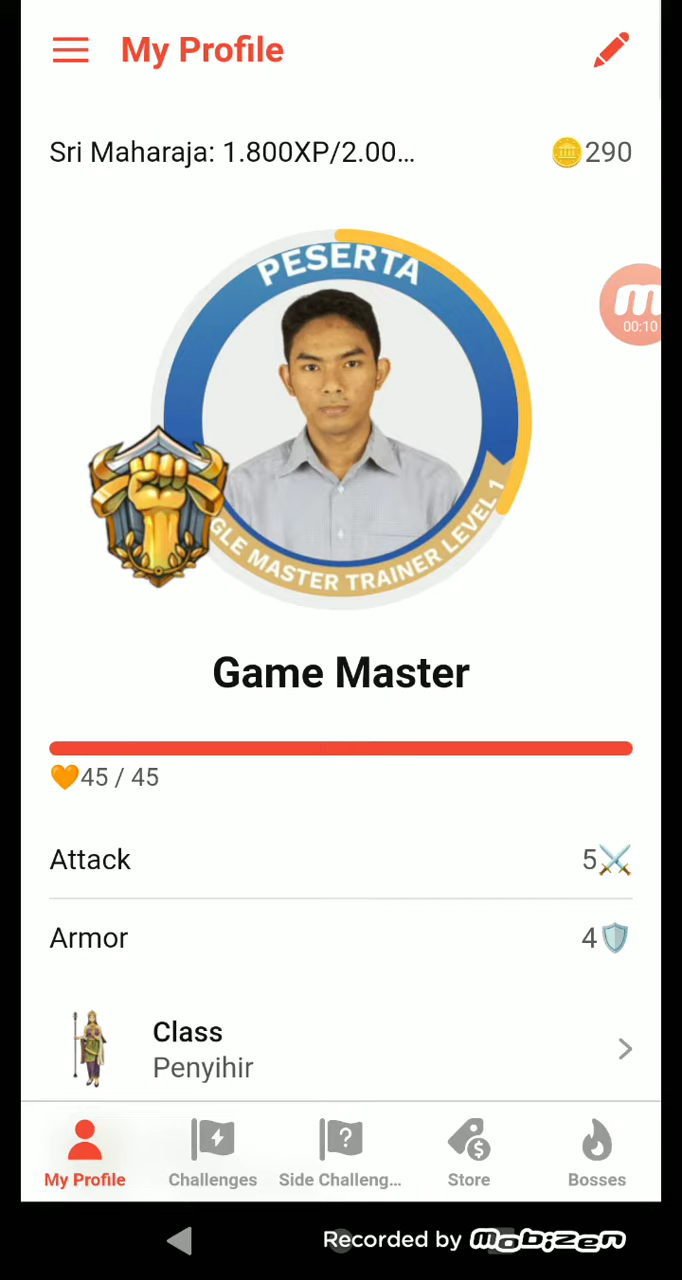 My Profile
Sri Maharaja: 1.800XP/2.00...
290
PESERTA
00:10
GLE MASTER TRAINER LEVEL 1
Game Master
45 / 45
Attack
5
Armor
4
Class
Penyihir
My Profile
Challenges
Side Challeng...
Store
Bosses
Recorded by mobizen